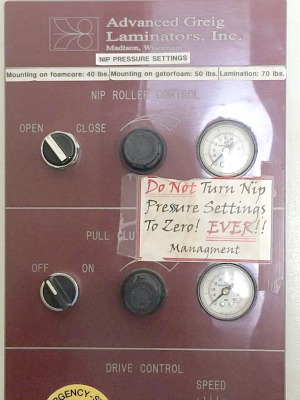 Advanced Greig
Laminators, Inc.
Madison, Wisconsin
NIP PRESSURE SETTINGS
Mounting on foamcore: 40 lbs. Mounting on gatorfoam: 50 lbs. Lamination: 70 lbs.
NIP ROLLER CONTROL
OPEN CLOSE
Do Not Turn Nip
Pressure Settings
To Zero! EVER!!
Managment
PULL CLU
OFF ON
DRIVE CONTROL
SPEED
RGENCY-S